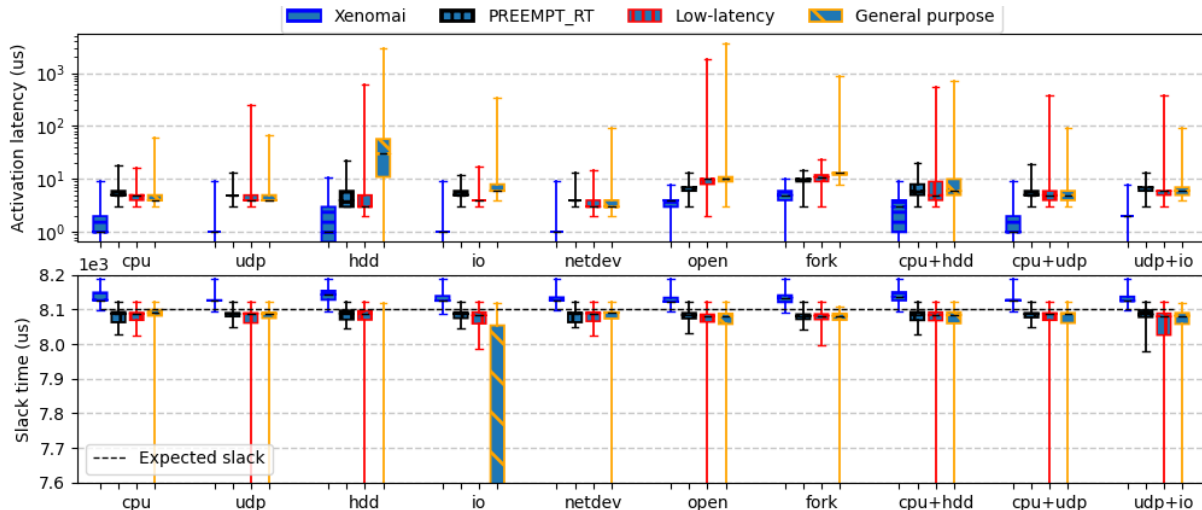 Xenomai PREEMPT_RT Low-latency General purpose
Activation latency (us)
10³
10²
10¹
10⁰
cpu udp hdd io netdev open fork cpu+hdd cpu+udp udp+io
1e3
Slack time (us)
8.2
8.1
8.0
7.9
7.8
7.7
7.6
Expected slack
cpu udp hdd io netdev open fork cpu+hdd cpu+udp udp+io